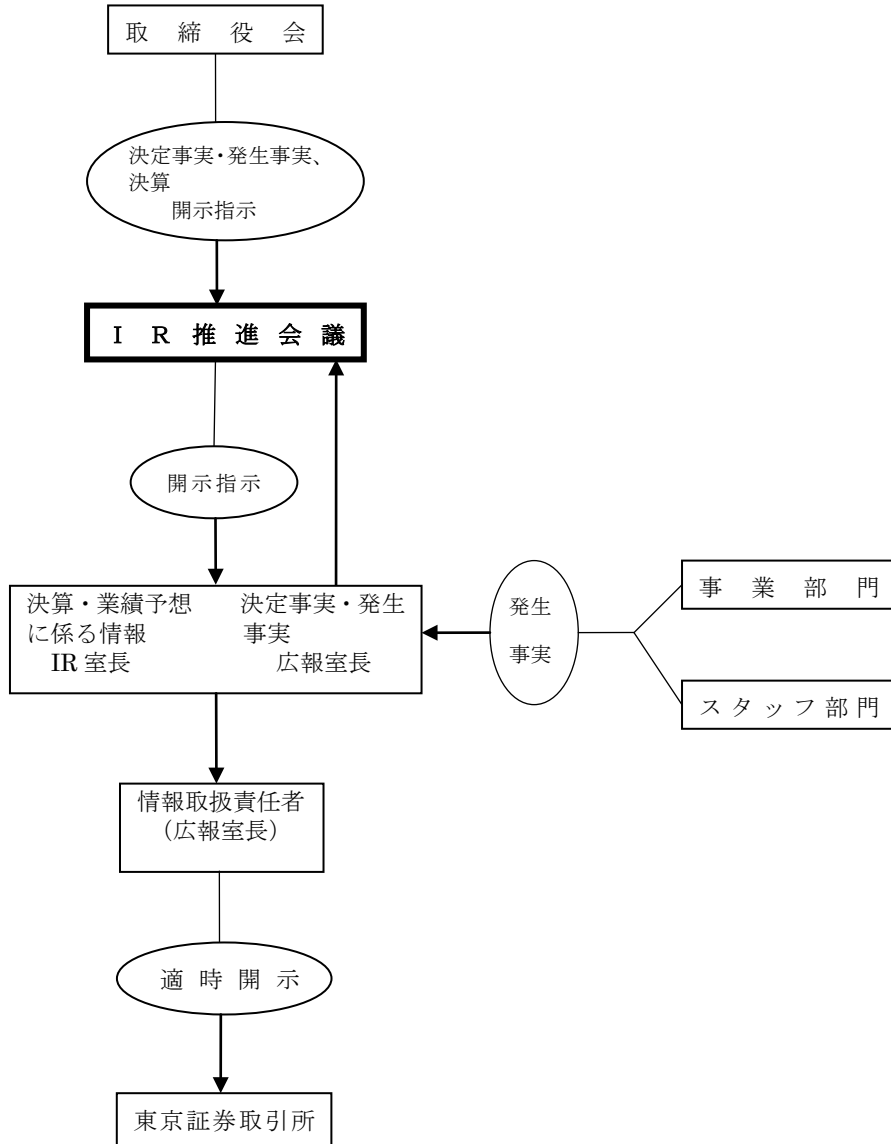 取締役会
決定事実・発生事実、
決算
開示指示
ＩＲ推進会議
開示指示
決算・業績予想
に係る情報
IR室長
決定事実・発生
事実
広報室長
発生
事実
事業部門
スタッフ部門
情報取扱責任者
（広報室長）
適時開示
東京証券取引所